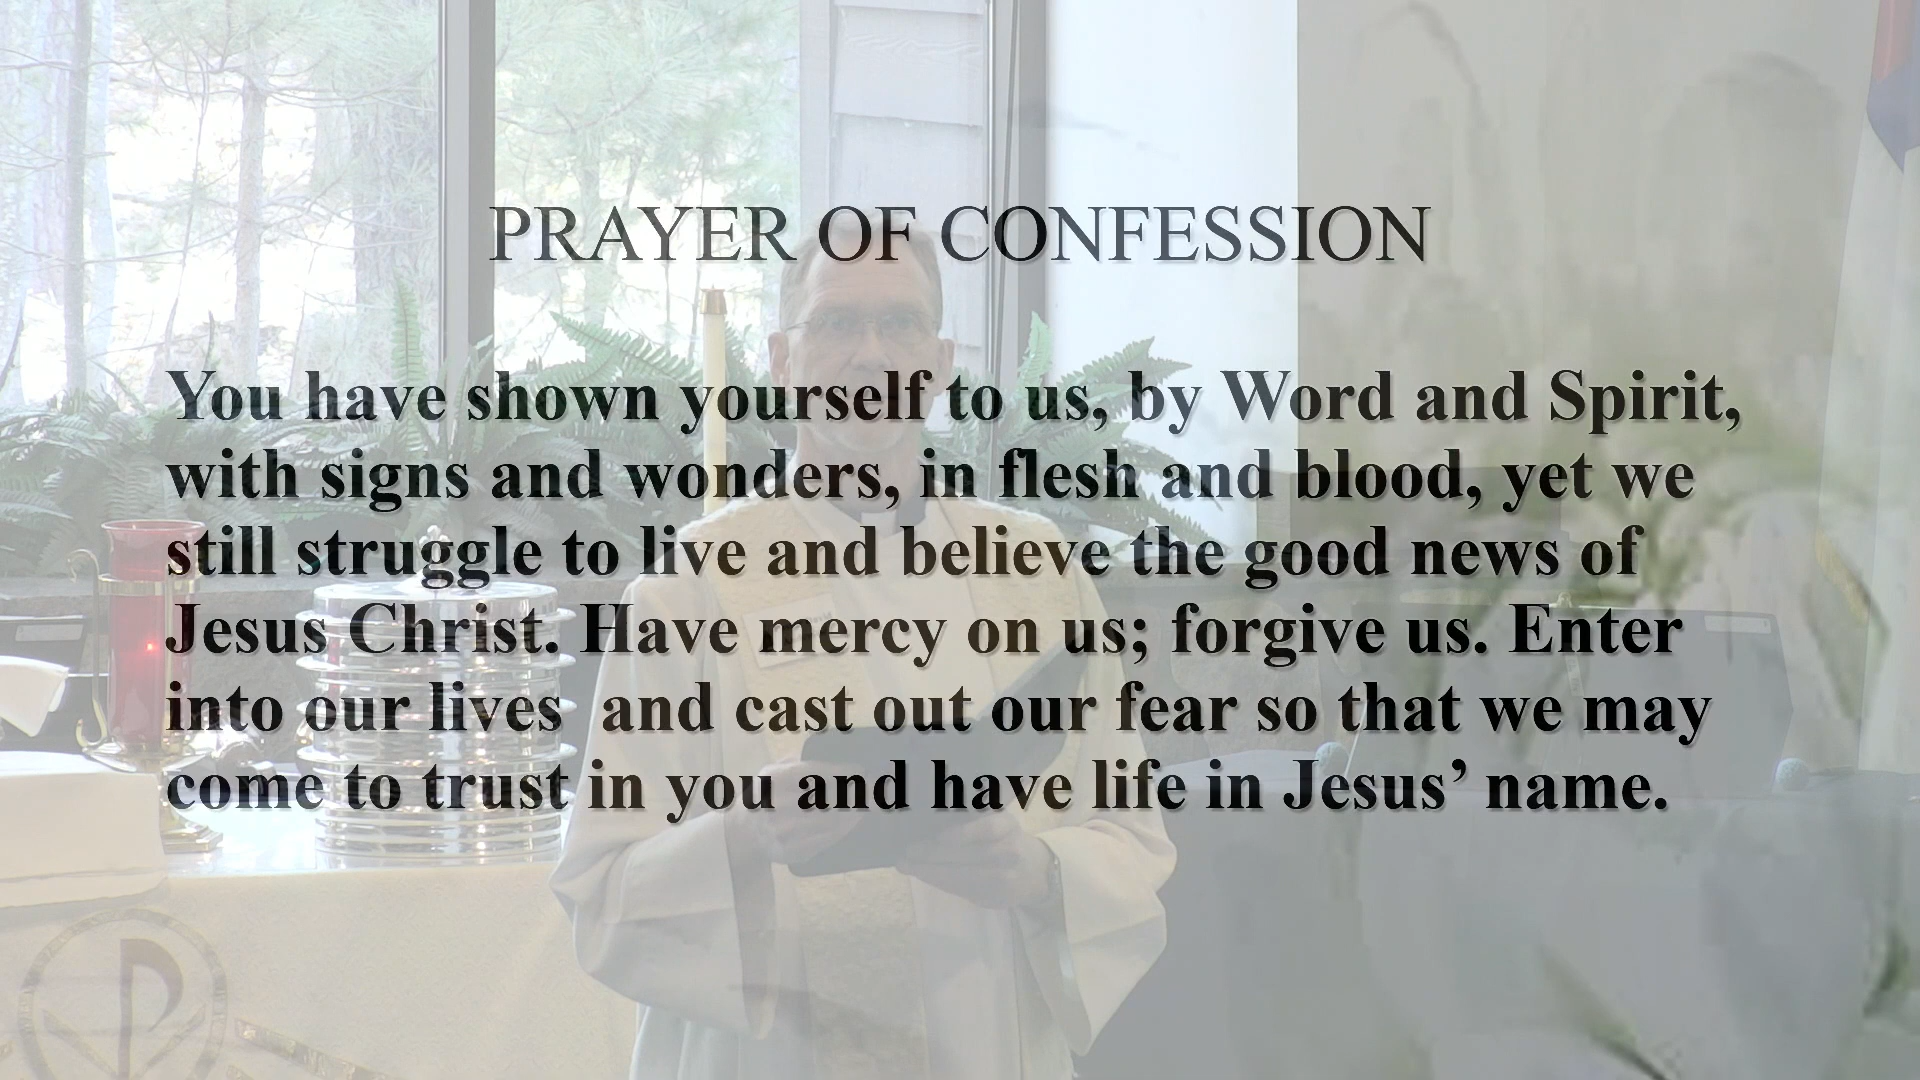 PRAYER OF CONFESSION
You have shown yourself to us, by Word and Spirit,
with signs and wonders, in flesh and blood, yet we
still struggle to live and believe the good news of
Jesus Christ. Have mercy on us; forgive us. Enter
into our lives  and cast out our fear so that we may
come to trust in you and have life in Jesus’ name.